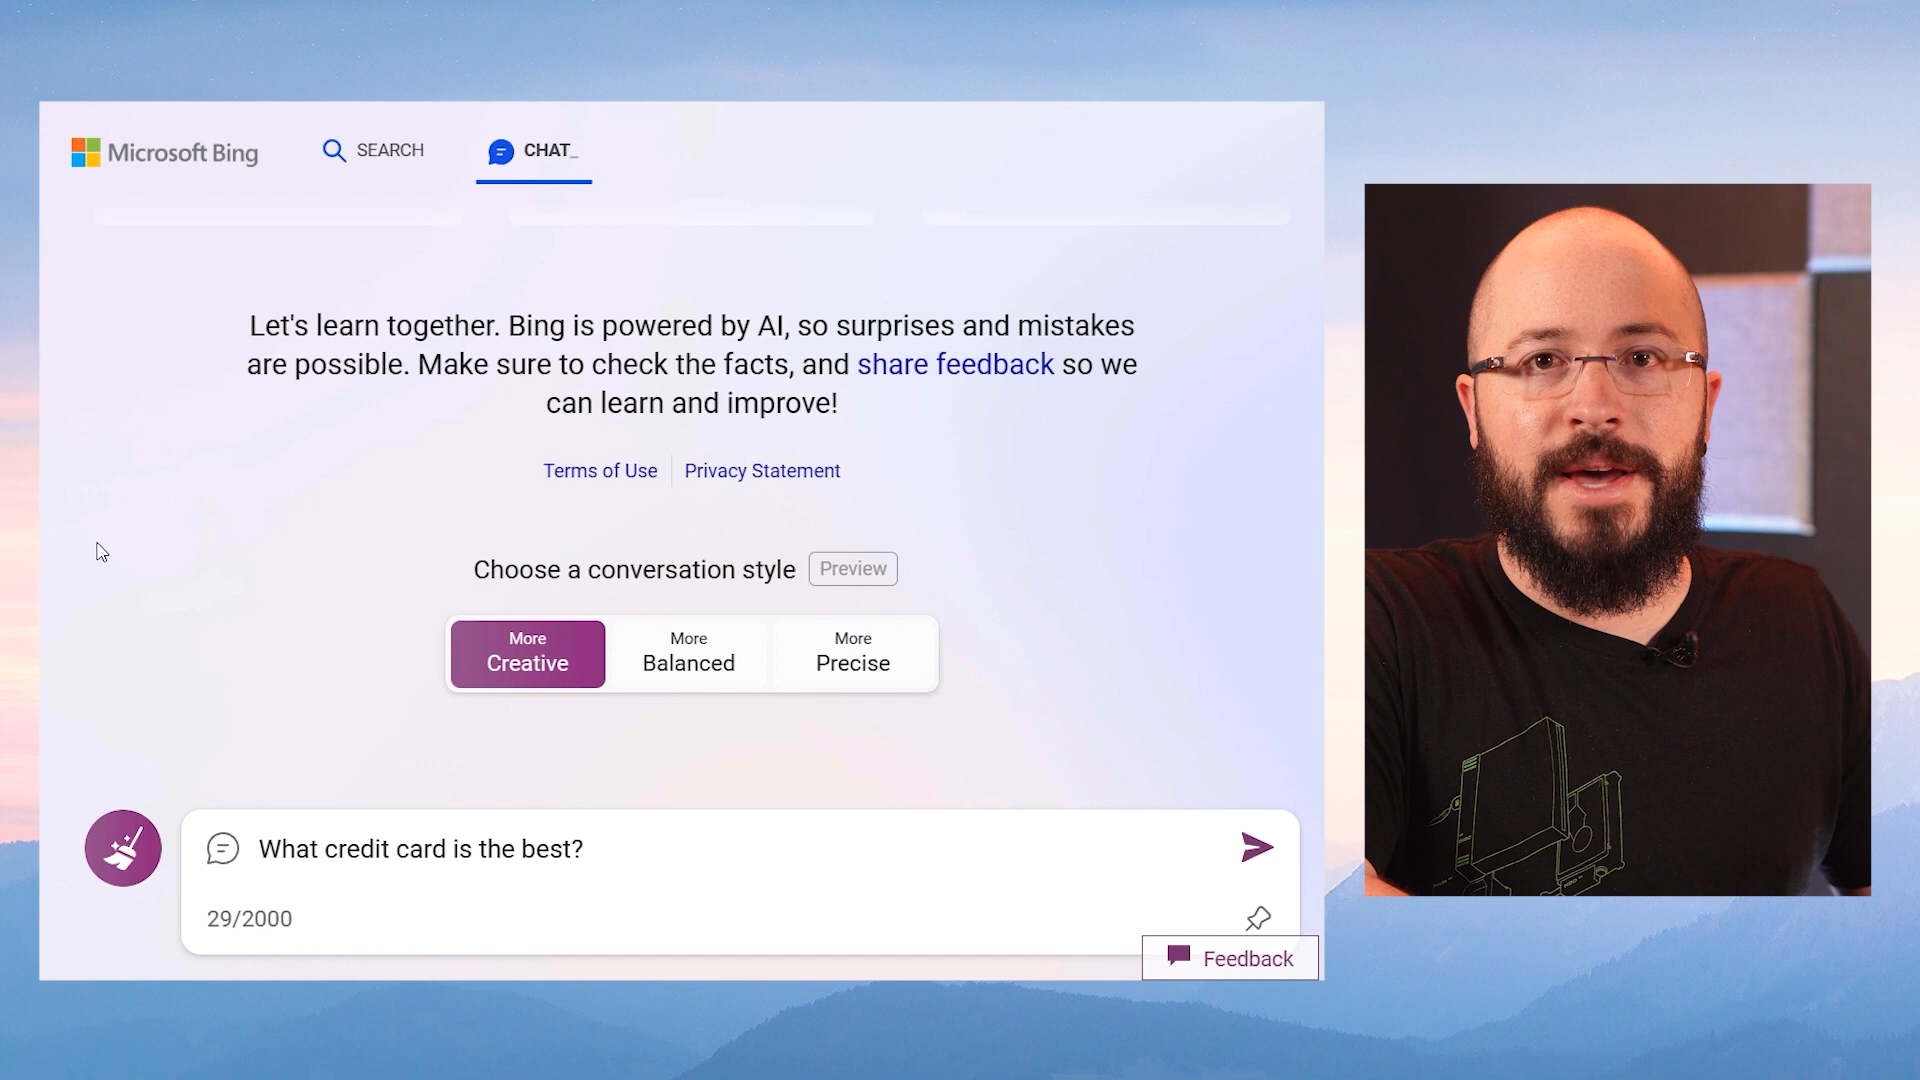 Microsoft Bing
SEARCH
CHAT_
Let's learn together. Bing is powered by AI, so surprises and mistakes
are possible. Make sure to check the facts, and share feedback so we
can learn and improve!
Terms of Use
Privacy Statement
Choose a conversation style
Preview
More
Creative
More
Balanced
More
Precise
What credit card is the best?
29/2000
Feedback